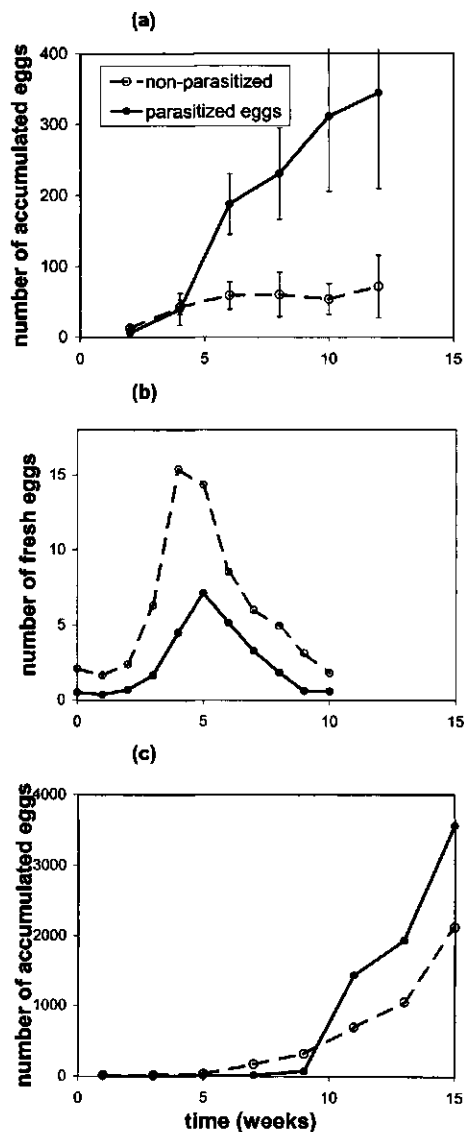 (a)
number of accumulated eggs
400
300
200
100
0
non-parasitized
parasitized eggs
0 5 10 15
(b)
number of fresh eggs
15
10
5
0
0 5 10 15
(c)
number of accumulated eggs
4000
3000
2000
1000
0
0 5 10 15
time (weeks)